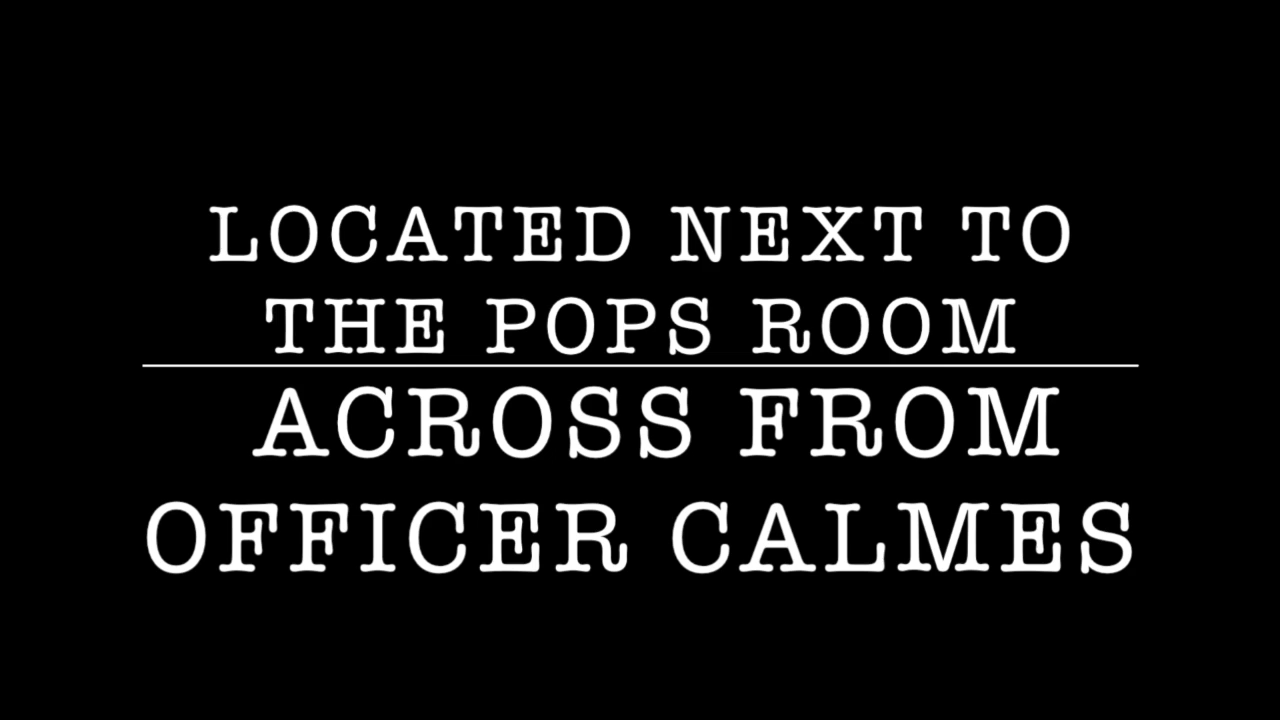 LOCATED NEXT TO
THE POPS ROOM
ACROSS FROM
OFFICER CALMES